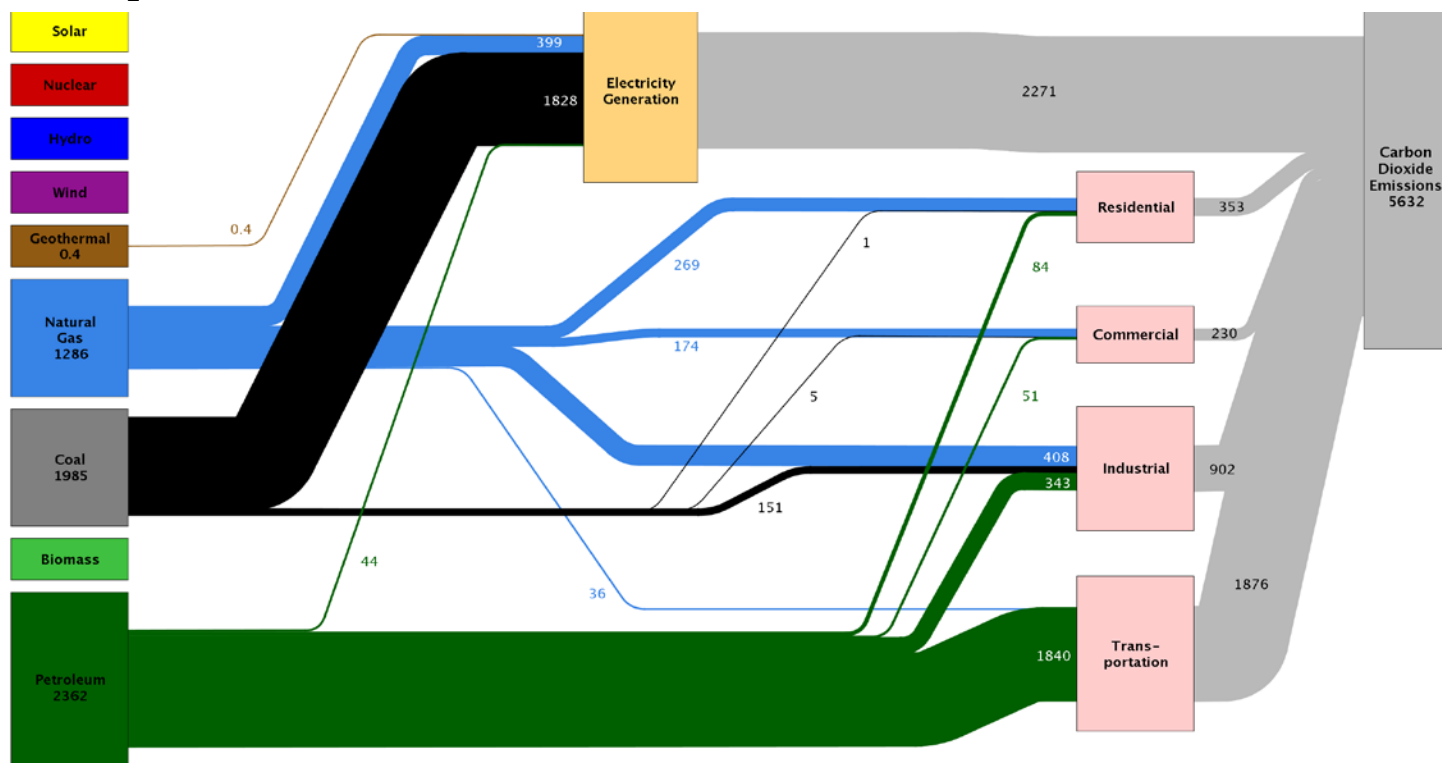 Solar
Nuclear
Hydro
Wind
Geothermal
0.4
Natural
Gas
1286
Coal
1985
Biomass
Petroleum
2362
0.4
399
1828
44
Electricity
Generation
269
174
36
151
1
5
84
51
408
343
1840
Residential
Commercial
Industrial
Trans-
portation
2271
353
230
902
1876
Carbon
Dioxide
Emissions
5632